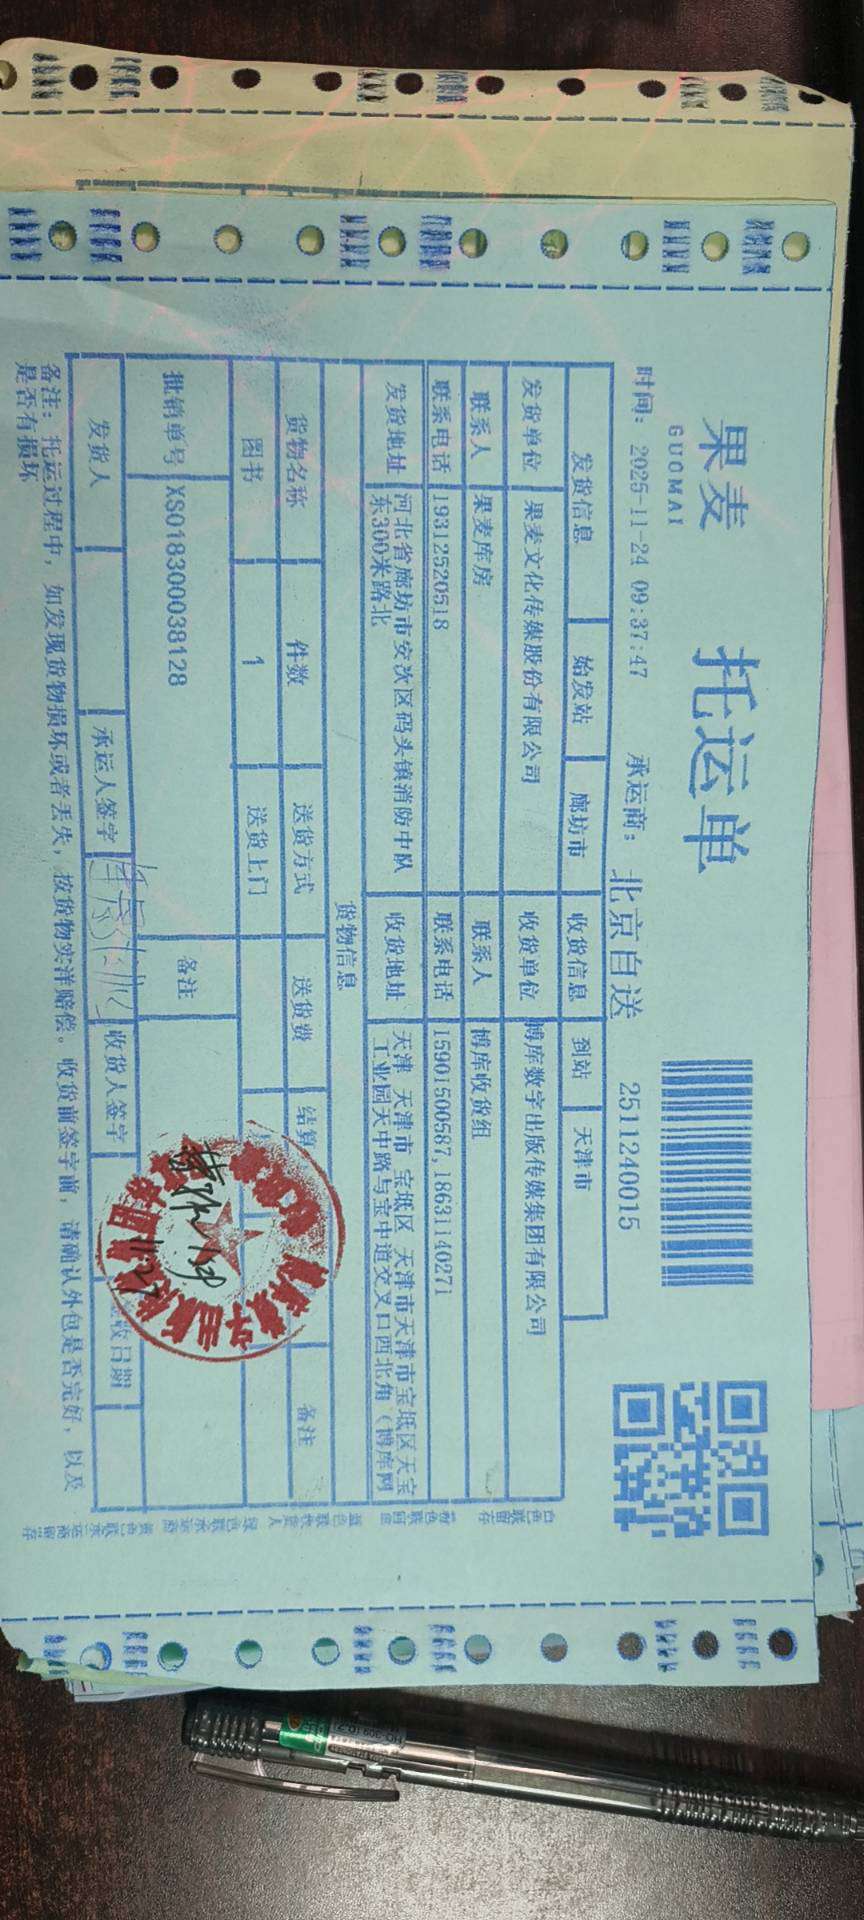 果麦 托运单
GUOMAI
时间：2025-11-24 09:37:47 承运商：北京自送 2511240015
发货信息 始发站 廊坊市 收货信息 到站 天津市
发货单位 果麦文化传媒股份有限公司 收货单位 博库数字出版传媒集团有限公司
联系人 果麦库房 联系人 博库收货组
联系电话 19312520518 联系电话 15901500587,18631140271
发货地址 河北省廊坊市安次区码头镇消防中队东300米路北 收货地址 天津 天津市 宝坻区 天津市天津市宝坻区天宝工业园天中路与宝中道交叉口西北角（博库网
货物信息
货物名称 件数 送货方式 送货费 结算 备注
图书 1 送货上门
批销单号 XS018300038128 备注
发货人 承运人签字 收货人签字 收日期
备注：托运过程中，如发现货物损坏或者丢失，按货物实洋赔偿。收货前签字前，请确认外包是否完好，以及
是否有损坏